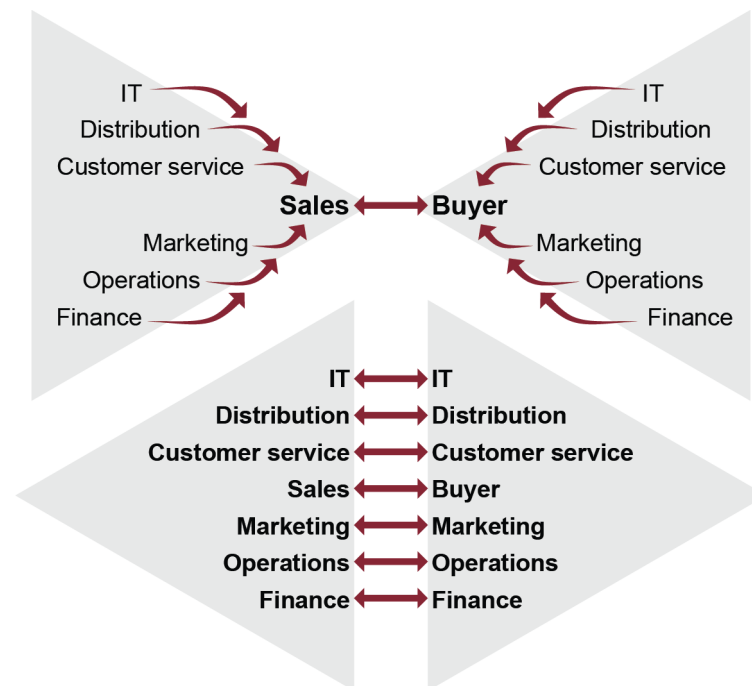 IT IT
Distribution Distribution
Customer service Customer service
Sales Buyer
Marketing Marketing
Operations Operations
Finance Finance
IT IT
Distribution Distribution
Customer service Customer service
Sales Buyer
Marketing Marketing
Operations Operations
Finance Finance